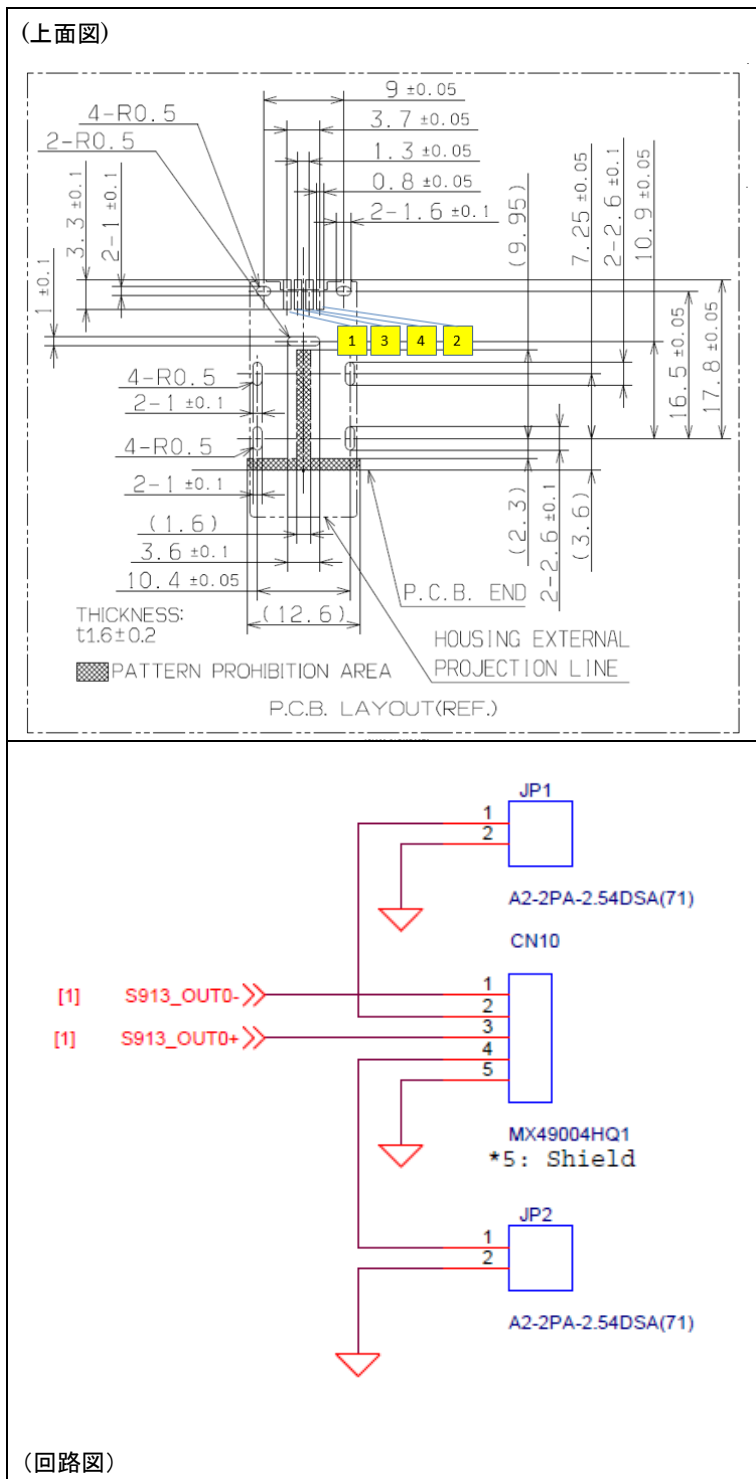 (上面図)
9 ±0.05
4-R0.5
3.7 ±0.05
2-R0.5
1.3 ±0.05
0.8 ±0.05
2-1.6 ±0.1
3.3 ±0.1
2-1 ±0.1
1 ±0.1
(9.95)
7.25 ±0.05
2-2.6 ±0.1
10.9 ±0.05
1 3 4 2
16.5 ±0.05
17.8 ±0.05
4-R0.5
2-1 ±0.1
4-R0.5
2-1 ±0.1
(1.6)
3.6 ±0.1
10.4 ±0.05
(12.6)
(2.3)
2-2.6 ±0.1
(3.6)
P.C.B. END
THICKNESS:
t1.6±0.2
HOUSING EXTERNAL
PROJECTION LINE
PATTERN PROHIBITION AREA
P.C.B. LAYOUT(REF.)
JP1
1
2
A2-2PA-2.54DSA(71)
CN10
[1] S913_OUT0- 1
2
[1] S913_OUT0+ 3
4
5
MX49004HQ1
*5: Shield
JP2
1
2
A2-2PA-2.54DSA(71)
(回路図)